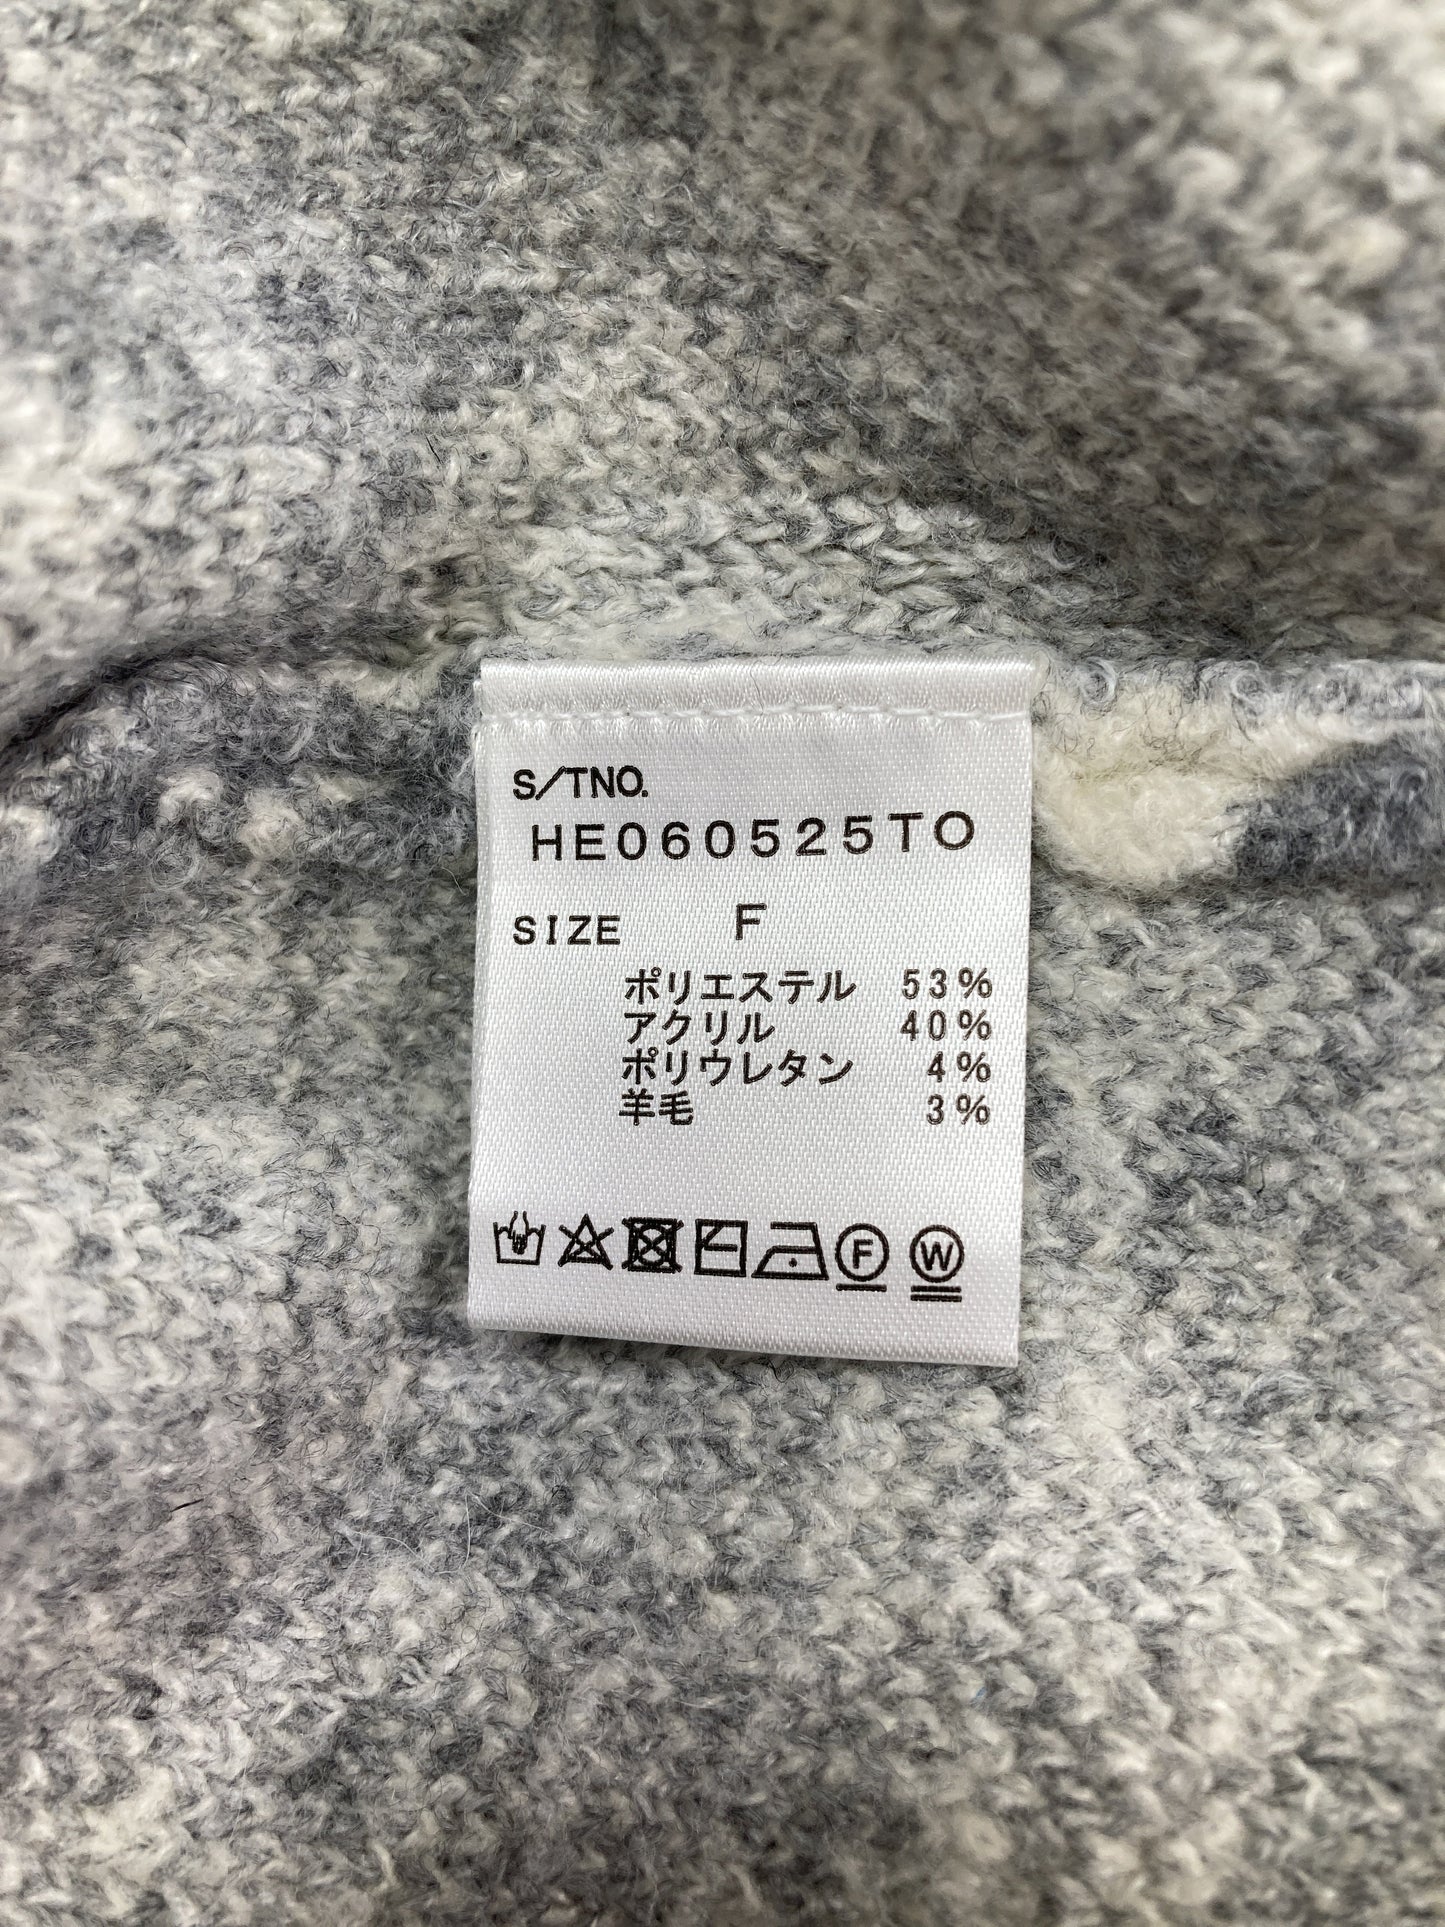 S/TNO.
HE060525TO
SIZE F
ポリエステル 53%
アクリル 40%
ポリウレタン 4%
羊毛 3%
F W